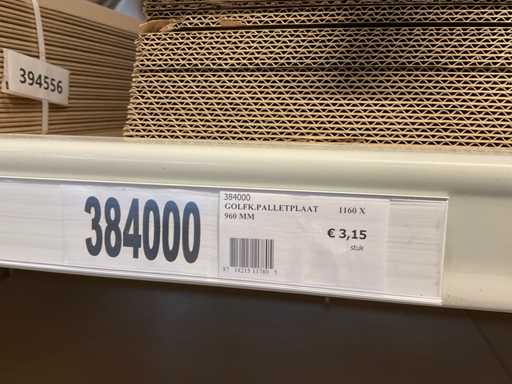 394556
384000
384000
GOLFK.PALLETPLAAT 1160 X
960 MM
€ 3,15
stuk